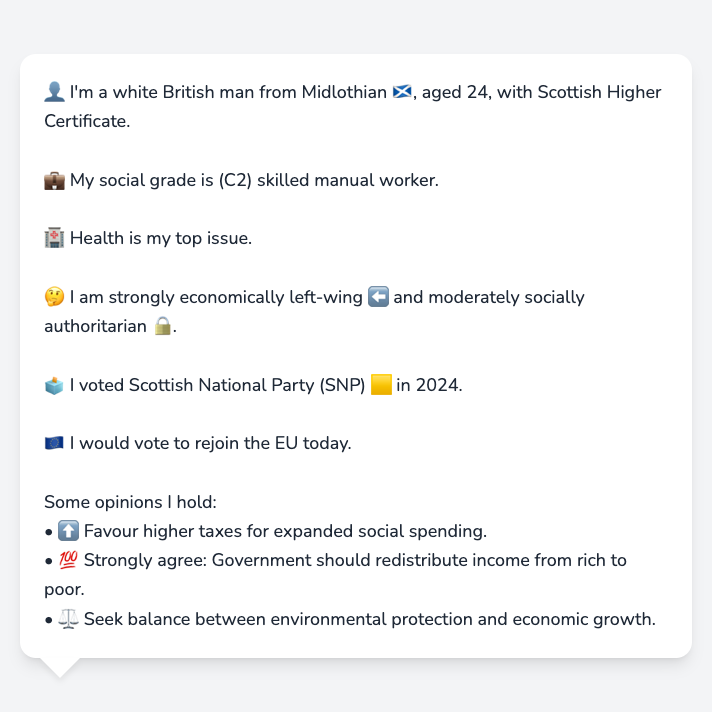 👤 I'm a white British man from Midlothian 🏴󠁧󠁢󠁳󠁣󠁴󠁿, aged 24, with Scottish Higher
Certificate.
💼 My social grade is (C2) skilled manual worker.
🏥 Health is my top issue.
🤔 I am strongly economically left-wing ⬅️ and moderately socially
authoritarian 🔒.
🗳️ I voted Scottish National Party (SNP) 🟨 in 2024.
🇪🇺 I would vote to rejoin the EU today.
Some opinions I hold:
• ⬆️ Favour higher taxes for expanded social spending.
• 💯 Strongly agree: Government should redistribute income from rich to
poor.
• ⚖️ Seek balance between environmental protection and economic growth.